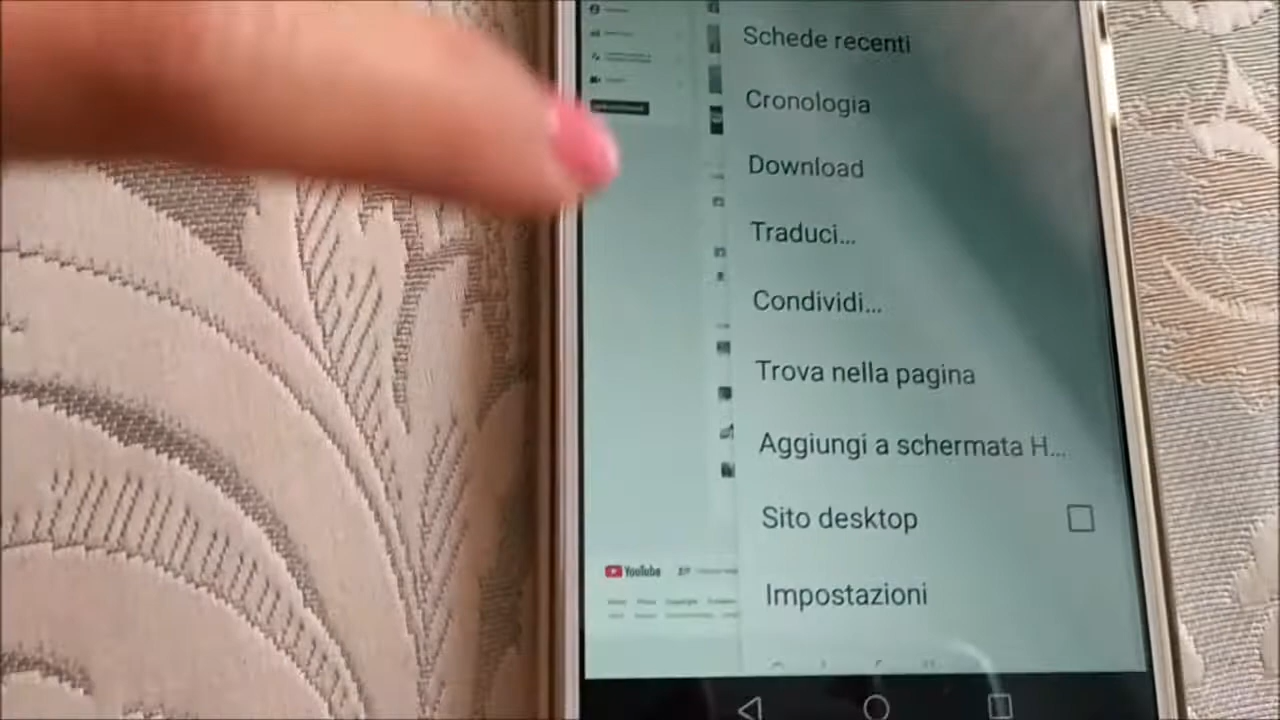 Schede recenti
Cronologia
Download
Traduci...
Condividi...
Trova nella pagina
Aggiungi a schermata H...
Sito desktop
YouTube
Impostazioni